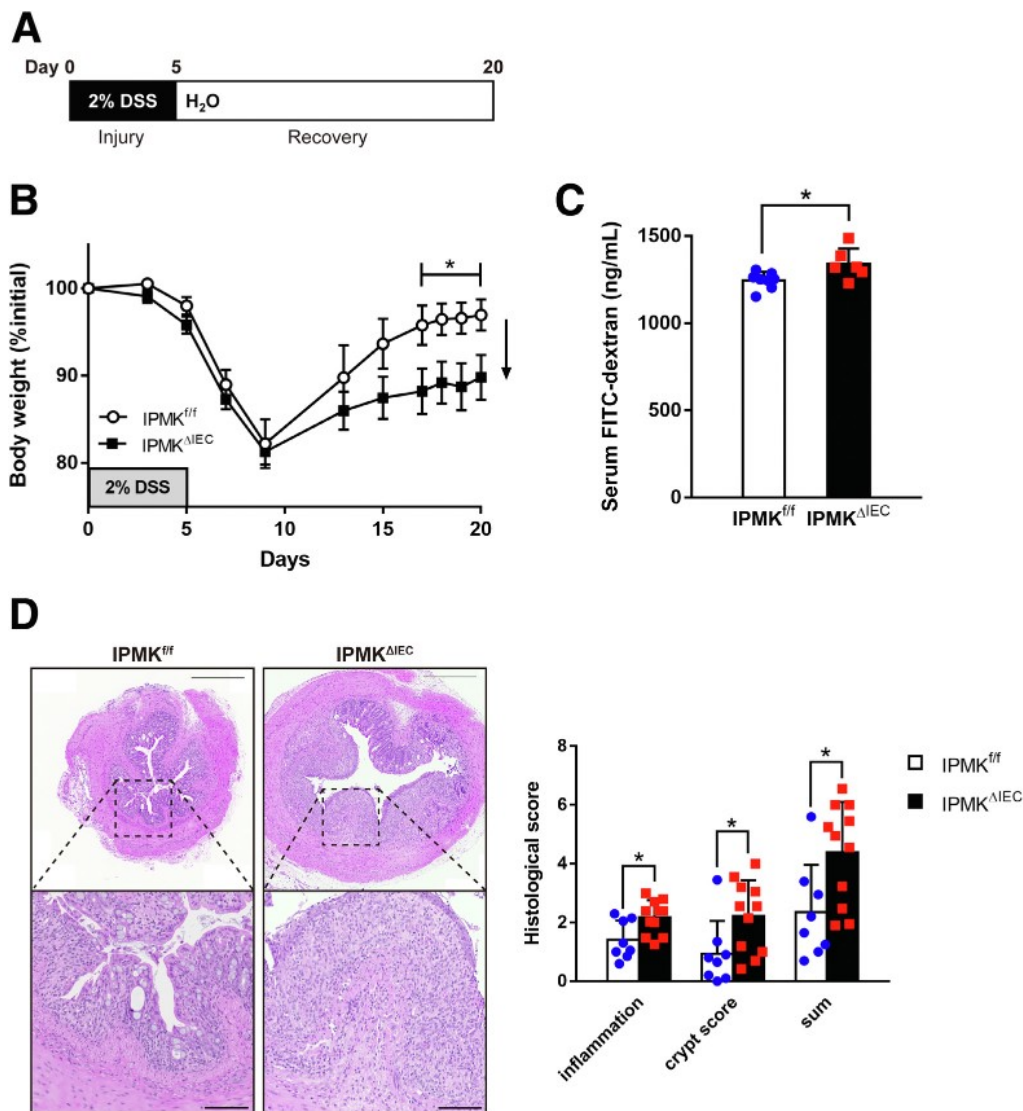 A
Day 0 5 20
2% DSS H₂O
Injury Recovery
B
Body weight (%initial)
100
90
80
IPMK^f/f
IPMK^ΔIEC
2% DSS
*
0 5 10 15 20
Days
C
Serum FITC-dextran (ng/mL)
1500
1000
500
0
*
IPMK^f/f IPMK^ΔIEC
D
IPMK^f/f IPMK^ΔIEC
Histological score
8
6
4
2
0
* * *
inflammation
crypt score
sum
IPMK^f/f
IPMK^ΔIEC